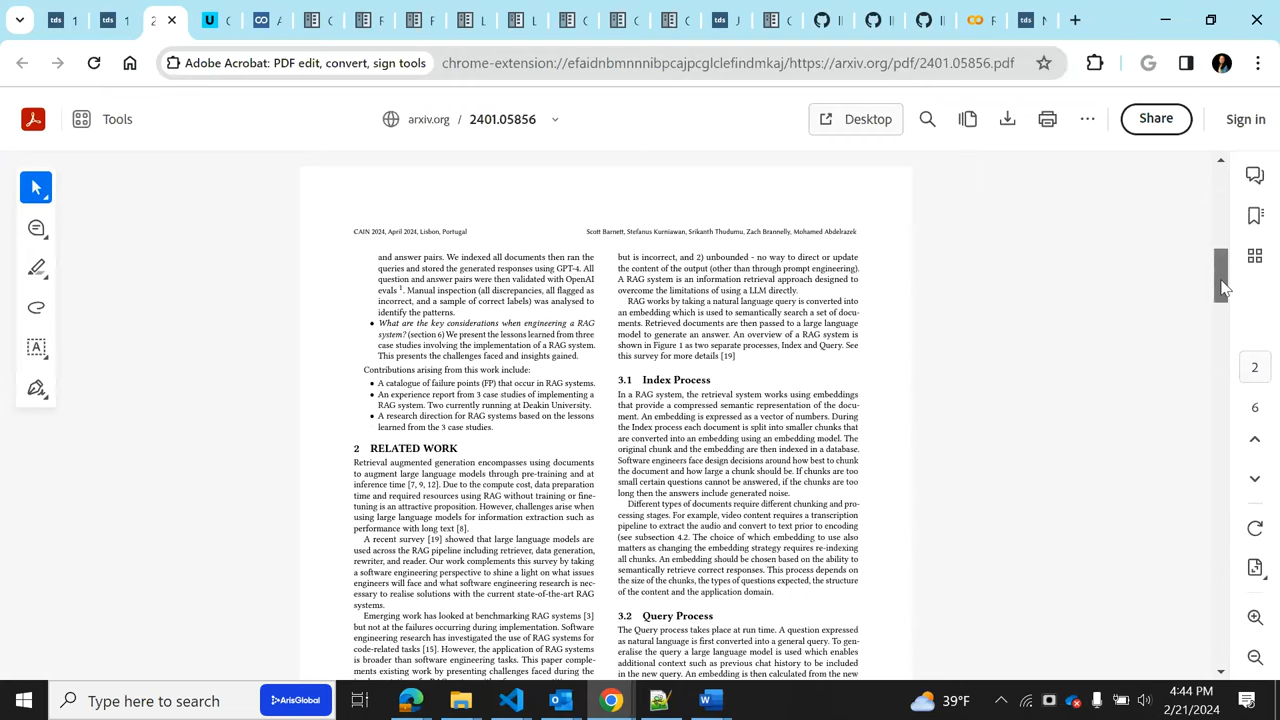 tds
tds
tds
tds
Adobe Acrobat: PDF edit, convert, sign tools
chrome-extension://efaidnbmnnnibpcajpcglclefindmkaj/https://arxiv.org/pdf/2401.05856.pdf
Tools
arxiv.org / 2401.05856
Desktop
Share
Sign in
CAIN 2024, April 2024, Lisbon, Portugal
Scott Barnett, Stefanus Kurniawan, Srikanth Thudumu, Zach Brannelly, Mohamed Abdelrazek
and answer pairs. We indexed all documents then ran the
queries and stored the generated responses using GPT-4. All
question and answer pairs were then validated with OpenAI
evals 1. Manual inspection (all discrepancies, all flagged as
incorrect, and a sample of correct labels) was analysed to
identify the patterns.
• What are the key considerations when engineering a RAG
system? (section 6) We present the lessons learned from three
case studies involving the implementation of a RAG system.
This presents the challenges faced and insights gained.
Contributions arising from this work include:
• A catalogue of failure points (FP) that occur in RAG systems.
• An experience report from 3 case studies of implementing a
RAG system. Two currently running at Deakin University.
• A research direction for RAG systems based on the lessons
learned from the 3 case studies.
2 RELATED WORK
Retrieval augmented generation encompasses using documents
to augment large language models through pre-training and at
inference time [7, 9, 12]. Due to the compute cost, data preparation
time and required resources using RAG without training or fine-
tuning is an attractive proposition. However, challenges arise when
using large language models for information extraction such as
performance with long text [8].
A recent survey [19] showed that large language models are
used across the RAG pipeline including retriever, data generation,
rewriter, and reader. Our work complements this survey by taking
a software engineering perspective to shine a light on what issues
engineers will face and what software engineering research is nec-
essary to realise solutions with the current state-of-the-art RAG
systems.
Emerging work has looked at benchmarking RAG systems [3]
but not at the failures occurring during implementation. Software
engineering research has investigated the use of RAG systems for
code-related tasks [15]. However, the application of RAG systems
is broader than software engineering tasks. This paper comple-
ments existing work by presenting challenges faced during the
but is incorrect, and 2) unbounded - no way to direct or update
the content of the output (other than through prompt engineering).
A RAG system is an information retrieval approach designed to
overcome the limitations of using a LLM directly.
RAG works by taking a natural language query is converted into
an embedding which is used to semantically search a set of docu-
ments. Retrieved documents are then passed to a large language
model to generate an answer. An overview of a RAG system is
shown in Figure 1 as two separate processes, Index and Query. See
this survey for more details [19]
3.1 Index Process
In a RAG system, the retrieval system works using embeddings
that provide a compressed semantic representation of the docu-
ment. An embedding is expressed as a vector of numbers. During
the Index process each document is split into smaller chunks that
are converted into an embedding using an embedding model. The
original chunk and the embedding are then indexed in a database.
Software engineers face design decisions around how best to chunk
the document and how large a chunk should be. If chunks are too
small certain questions cannot be answered, if the chunks are too
long then the answers include generated noise.
Different types of documents require different chunking and pro-
cessing stages. For example, video content requires a transcription
pipeline to extract the audio and convert to text prior to encoding
(see subsection 4.2. The choice of which embedding to use also
matters as changing the embedding strategy requires re-indexing
all chunks. An embedding should be chosen based on the ability to
semantically retrieve correct responses. This process depends on
the size of the chunks, the types of questions expected, the structure
of the content and the application domain.
3.2 Query Process
The Query process takes place at run time. A question expressed
as natural language is first converted into a general query. To gen-
eralise the query a large language model is used which enables
additional context such as previous chat history to be included
in the new query. An embedding is then calculated from the new
2
6
Type here to search
ArisGlobal
39°F
4:44 PM
2/21/2024